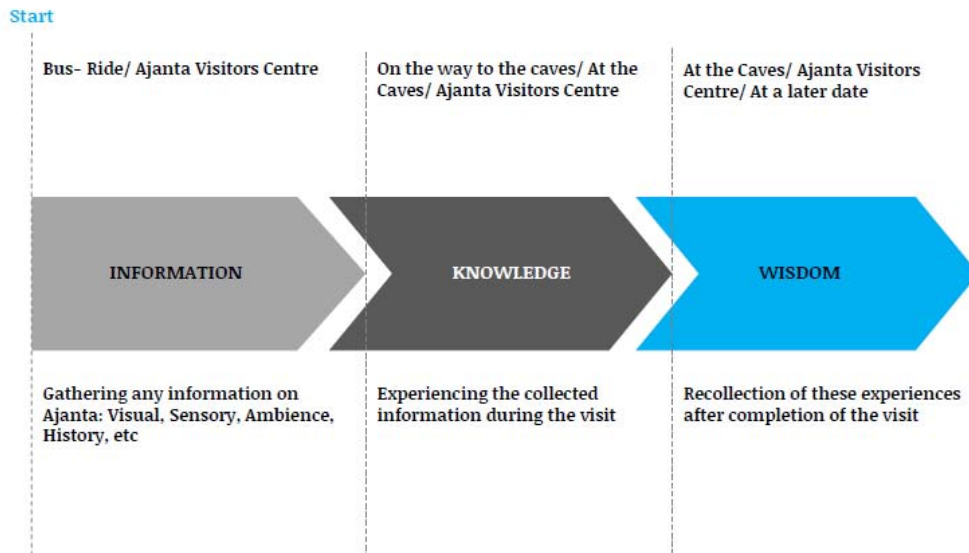 Start
Bus- Ride/ Ajanta Visitors Centre
On the way to the caves/ At the
Caves/ Ajanta Visitors Centre
At the Caves/ Ajanta Visitors
Centre/ At a later date
INFORMATION
KNOWLEDGE
WISDOM
Gathering any information on
Ajanta: Visual, Sensory, Ambience,
History, etc
Experiencing the collected
information during the visit
Recollection of these experiences
after completion of the visit